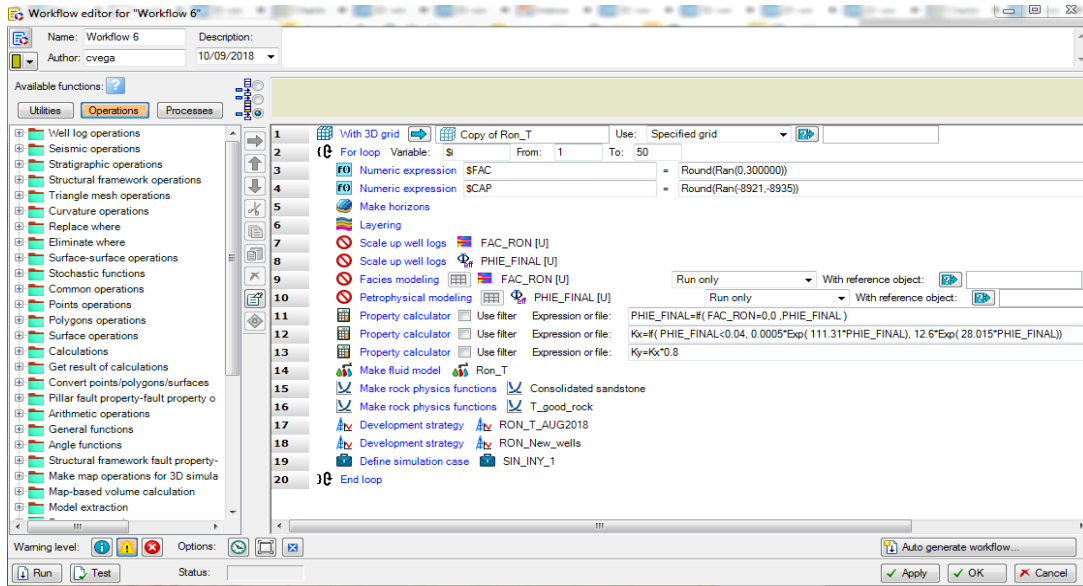 Workflow editor for "Workflow 6"
Name: Workflow 6 Description:
Author: cvega 10/09/2018
Available functions:
Utilities Operations Processes
Well log operations
Seismic operations
Stratigraphic operations
Structural framework operations
Triangle mesh operations
Curvature operations
Replace where
Eliminate where
Surface-surface operations
Stochastic functions
Common operations
Points operations
Polygons operations
Surface operations
Calculations
Get result of calculations
Convert points/polygons/surfaces
Pillar fault property-fault property o
Arithmetic operations
General functions
Angle functions
Structural framework fault property-
Make map operations for 3D simula
Map-based volume calculation
Model extraction
1 With 3D grid Copy of Ron_T Use: Specified grid
2 For loop Variable: $i From: 1 To: 50
3 f() Numeric expression $FAC = Round(Ran(0,300000))
4 f() Numeric expression $CAP = Round(Ran(-8921,-8935))
5 Make horizons
6 Layering
7 Scale up well logs FAC_RON [U]
8 Scale up well logs Φeff PHIE_FINAL [U]
9 Facies modeling FAC_RON [U] Run only With reference object:
10 Petrophysical modeling Φeff PHIE_FINAL [U] Run only With reference object:
11 Property calculator Use filter Expression or file: PHIE_FINAL=If( FAC_RON=0,0 ,PHIE_FINAL )
12 Property calculator Use filter Expression or file: Kx=If( PHIE_FINAL<0.04, 0.0005*Exp( 111.31*PHIE_FINAL), 12.6*Exp( 28.015*PHIE_FINAL))
13 Property calculator Use filter Expression or file: Ky=Kx*0.8
14 Make fluid model Ron_T
15 Make rock physics functions Consolidated sandstone
16 Make rock physics functions T_good_rock
17 Development strategy RON_T_AUG2018
18 Development strategy RON_New_wells
19 Define simulation case SIN_INY_1
20 End loop
Warning level: Options: Auto generate workflow...
Run Test Status: Apply OK Cancel